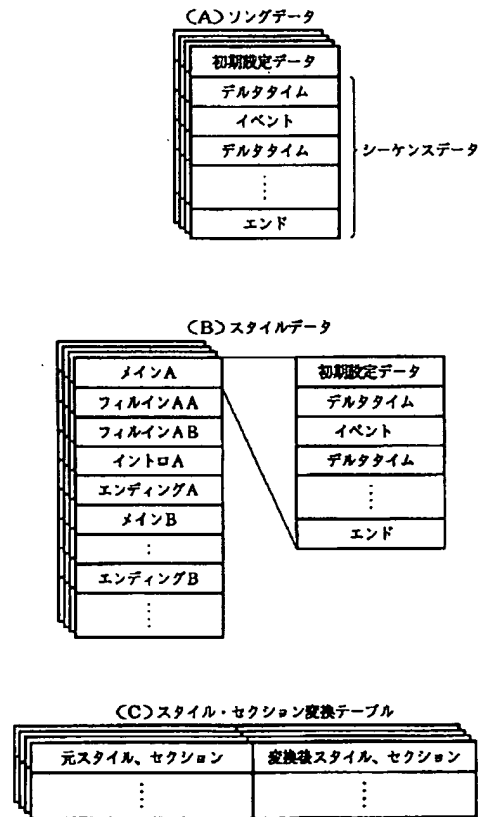 (A)ソングデータ
初期設定データ
デルタタイム
イベント
デルタタイム
シーケンスデータ
⋮
エンド
(B)スタイルデータ
メインA
フィルインAA
フィルインAB
イントロA
エンディングA
メインB
⋮
エンディングB
⋮
初期設定データ
デルタタイム
イベント
デルタタイム
⋮
エンド
(C)スタイル・セクション変換テーブル
元スタイル、セクション
変換後スタイル、セクション
⋮
⋮